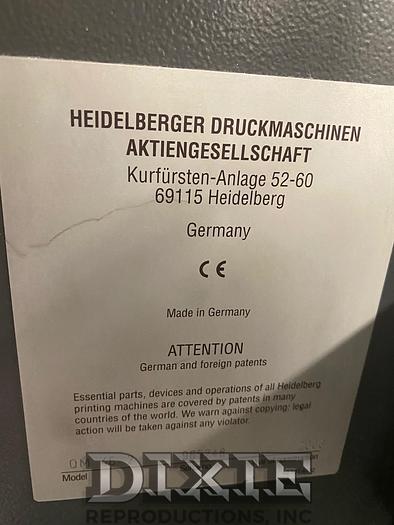 HEIDELBERGER DRUCKMASCHINEN
AKTIENGESELLSCHAFT
Kurfürsten-Anlage 52-60
69115 Heidelberg
Germany
CE
Made in Germany
ATTENTION
German and foreign patents
Essential parts, devices and operations of all Heidelberg
printing machines are covered by patents in many
countries of the world. We warn against copying: legal
action will be taken against any violator.
QM
Model
DIXIE
REPRODUCTIONS, INC